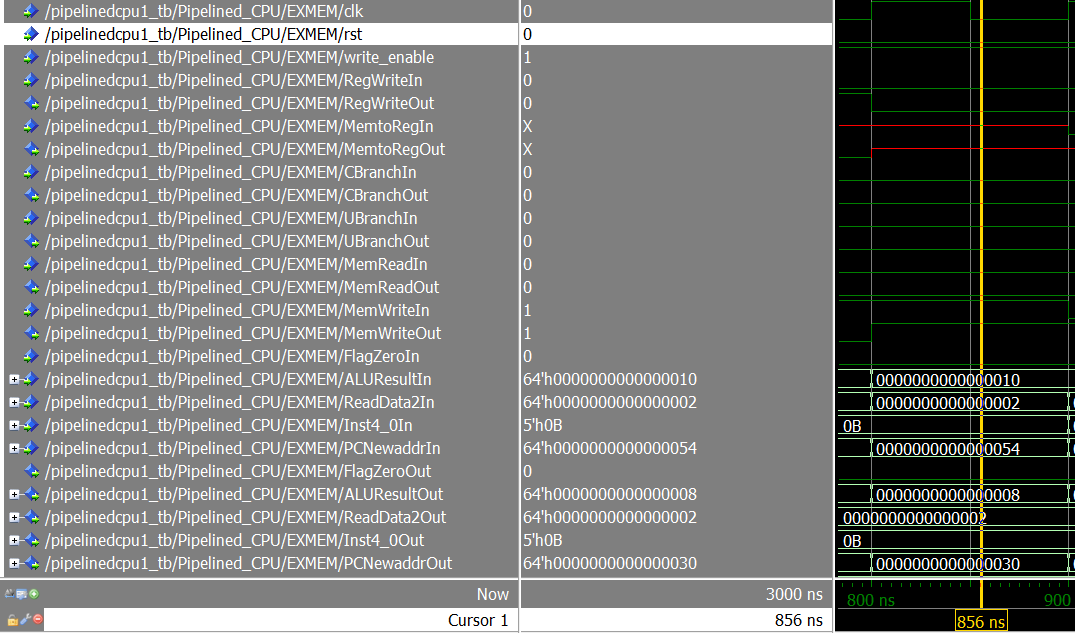 /pipelinedcpu1_tb/Pipelined_CPU/EXMEM/clk 0
/pipelinedcpu1_tb/Pipelined_CPU/EXMEM/rst 0
/pipelinedcpu1_tb/Pipelined_CPU/EXMEM/write_enable 1
/pipelinedcpu1_tb/Pipelined_CPU/EXMEM/RegWriteIn 0
/pipelinedcpu1_tb/Pipelined_CPU/EXMEM/RegWriteOut 0
/pipelinedcpu1_tb/Pipelined_CPU/EXMEM/MemtoRegIn X
/pipelinedcpu1_tb/Pipelined_CPU/EXMEM/MemtoRegOut X
/pipelinedcpu1_tb/Pipelined_CPU/EXMEM/CBranchIn 0
/pipelinedcpu1_tb/Pipelined_CPU/EXMEM/CBranchOut 0
/pipelinedcpu1_tb/Pipelined_CPU/EXMEM/UBranchIn 0
/pipelinedcpu1_tb/Pipelined_CPU/EXMEM/UBranchOut 0
/pipelinedcpu1_tb/Pipelined_CPU/EXMEM/MemReadIn 0
/pipelinedcpu1_tb/Pipelined_CPU/EXMEM/MemReadOut 0
/pipelinedcpu1_tb/Pipelined_CPU/EXMEM/MemWriteIn 1
/pipelinedcpu1_tb/Pipelined_CPU/EXMEM/MemWriteOut 1
/pipelinedcpu1_tb/Pipelined_CPU/EXMEM/FlagZeroIn 0
/pipelinedcpu1_tb/Pipelined_CPU/EXMEM/ALUResultIn 64'h0000000000000010 0000000000000010
/pipelinedcpu1_tb/Pipelined_CPU/EXMEM/ReadData2In 64'h0000000000000002 0000000000000002
/pipelinedcpu1_tb/Pipelined_CPU/EXMEM/Inst4_0In 5'h0B 0B
/pipelinedcpu1_tb/Pipelined_CPU/EXMEM/PCNewaddrIn 64'h0000000000000054 0000000000000054
/pipelinedcpu1_tb/Pipelined_CPU/EXMEM/FlagZeroOut 0
/pipelinedcpu1_tb/Pipelined_CPU/EXMEM/ALUResultOut 64'h0000000000000008 0000000000000008
/pipelinedcpu1_tb/Pipelined_CPU/EXMEM/ReadData2Out 64'h0000000000000002 0000000000000002
/pipelinedcpu1_tb/Pipelined_CPU/EXMEM/Inst4_0Out 5'h0B 0B
/pipelinedcpu1_tb/Pipelined_CPU/EXMEM/PCNewaddrOut 64'h0000000000000030 0000000000000030
Now 3000 ns 800 ns 900
Cursor 1 856 ns 856 ns